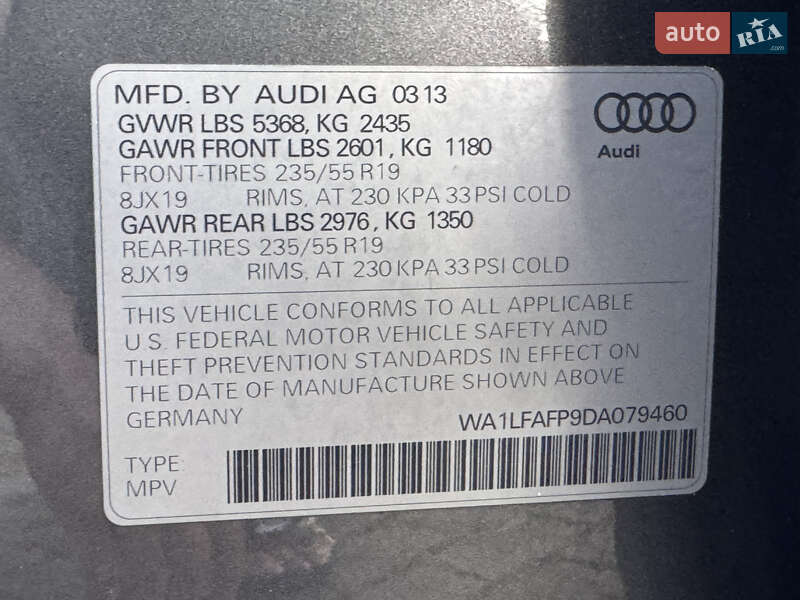 auto RIA.com
MFD. BY AUDI AG 03 13
GVWR LBS 5368, KG 2435
GAWR FRONT LBS 2601, KG 1180
FRONT-TIRES 235/55 R19
8JX19 RIMS, AT 230 KPA 33 PSI COLD
GAWR REAR LBS 2976, KG 1350
REAR-TIRES 235/55 R19
8JX19 RIMS, AT 230 KPA 33 PSI COLD
Audi
THIS VEHICLE CONFORMS TO ALL APPLICABLE
U.S. FEDERAL MOTOR VEHICLE SAFETY AND
THEFT PREVENTION STANDARDS IN EFFECT ON
THE DATE OF MANUFACTURE SHOWN ABOVE
GERMANY WA1LFAFP9DA079460
TYPE:
MPV